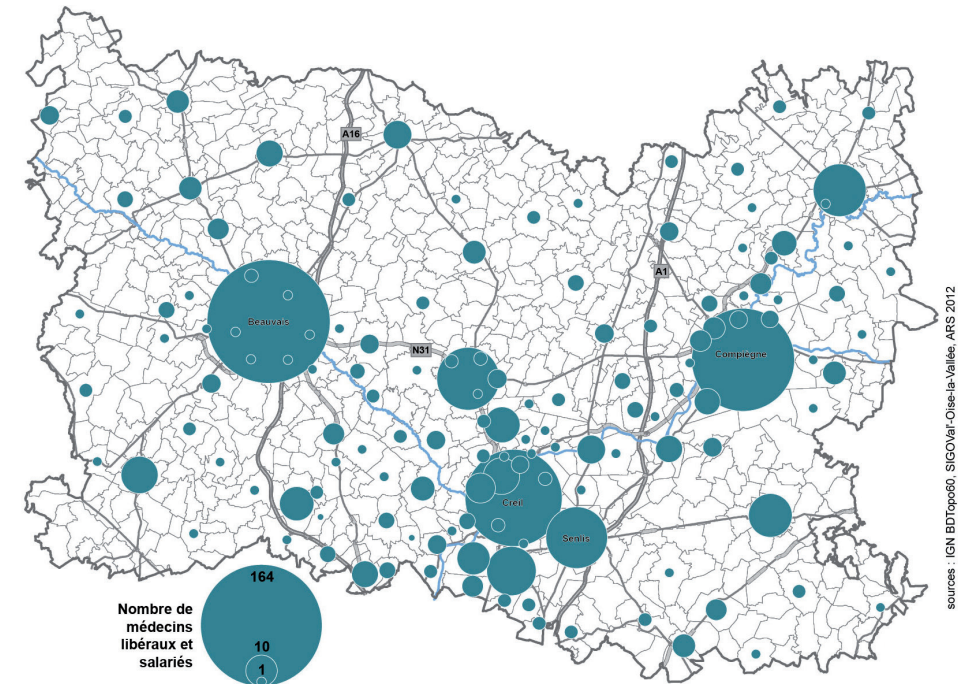 A16
A1
Beauvais
N31
Compiègne
Creil
Senlis
164
Nombre de
médecins
libéraux et
salariés
10
1
sources : IGN BDTopo60, SIGOVal'-Oise-la-Vallée, ARS 2012